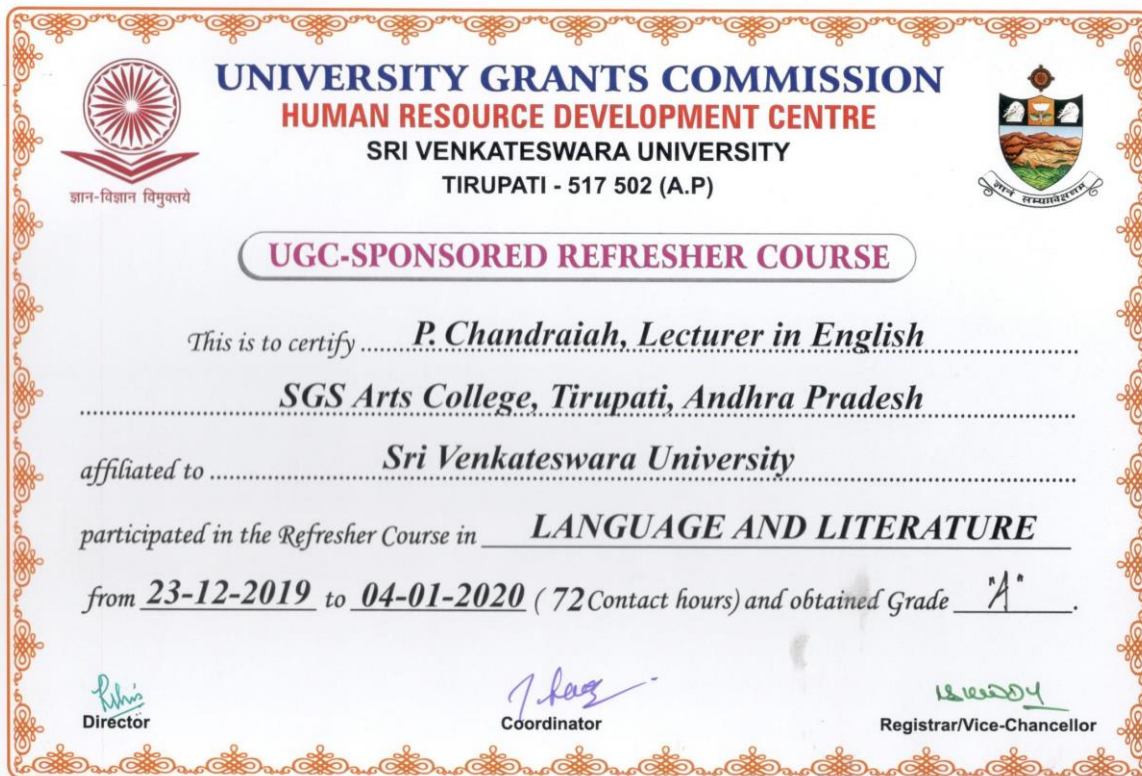 UNIVERSITY GRANTS COMMISSION
HUMAN RESOURCE DEVELOPMENT CENTRE
SRI VENKATESWARA UNIVERSITY
TIRUPATI - 517 502 (A.P)
ज्ञान-विज्ञान विमुक्तये
UGC-SPONSORED REFRESHER COURSE
This is to certify P. Chandraiah, Lecturer in English
SGS Arts College, Tirupati, Andhra Pradesh
affiliated to Sri Venkateswara University
participated in the Refresher Course in LANGUAGE AND LITERATURE
from 23-12-2019 to 04-01-2020 ( 72 Contact hours) and obtained Grade "A" .
Director
Coordinator
Registrar/Vice-Chancellor